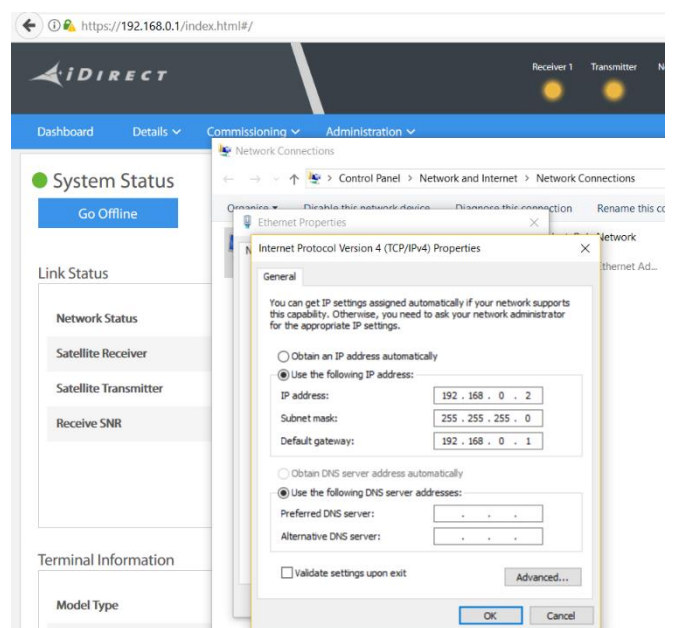 https://192.168.0.1/index.html#/
iDIRECT
Receiver 1 Transmitter
Dashboard Details Commissioning Administration
Network Connections
Control Panel > Network and Internet > Network Connections
System Status
Organise Disable this network device Diagnose this connection Rename this
Go Offline
Ethernet Properties
Network
Internet Protocol Version 4 (TCP/IPv4) Properties
Link Status
General
You can get IP settings assigned automatically if your network supports
this capability. Otherwise, you need to ask your network administrator
for the appropriate IP settings.
Network Status
Obtain an IP address automatically
Satellite Receiver
Use the following IP address:
Satellite Transmitter
IP address: 192 . 168 . 0 . 2
Receive SNR
Subnet mask: 255 . 255 . 255 . 0
Default gateway: 192 . 168 . 0 . 1
Obtain DNS server address automatically
Use the following DNS server addresses:
Preferred DNS server: . . .
Alternative DNS server: . . .
Terminal Information
Validate settings upon exit
Advanced...
Model Type
OK Cancel